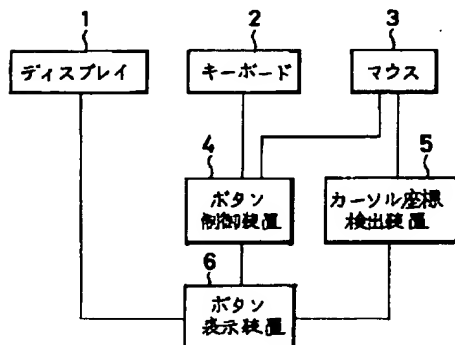 1
2
3
ディスプレイ
キーボード
マウス
4
5
ボタン
制御装置
カーソル座標
検出装置
6
ボタン
表示装置